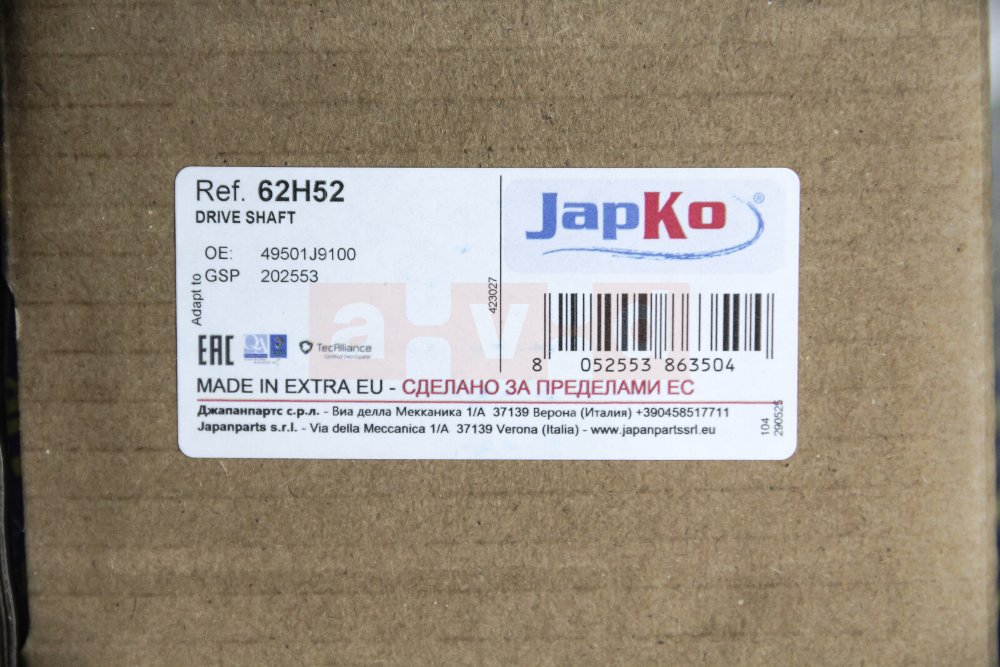 Ref. 62H52
DRIVE SHAFT
OE: 49501J9100
GSP 202553
Adapt to
423027
JapKo®
8 052553 863504
EAC
QA
TecAlliance
MADE IN EXTRA EU - СДЕЛАНО ЗА ПРЕДЕЛАМИ ЕС
Джапанпартс с.р.л. - Виа делла Мекканика 1/А 37139 Верона (Италия) +390458517711
Japanparts s.r.l. - Via della Meccanica 1/A 37139 Verona (Italia) - www.japanpartssrl.eu
104
290525